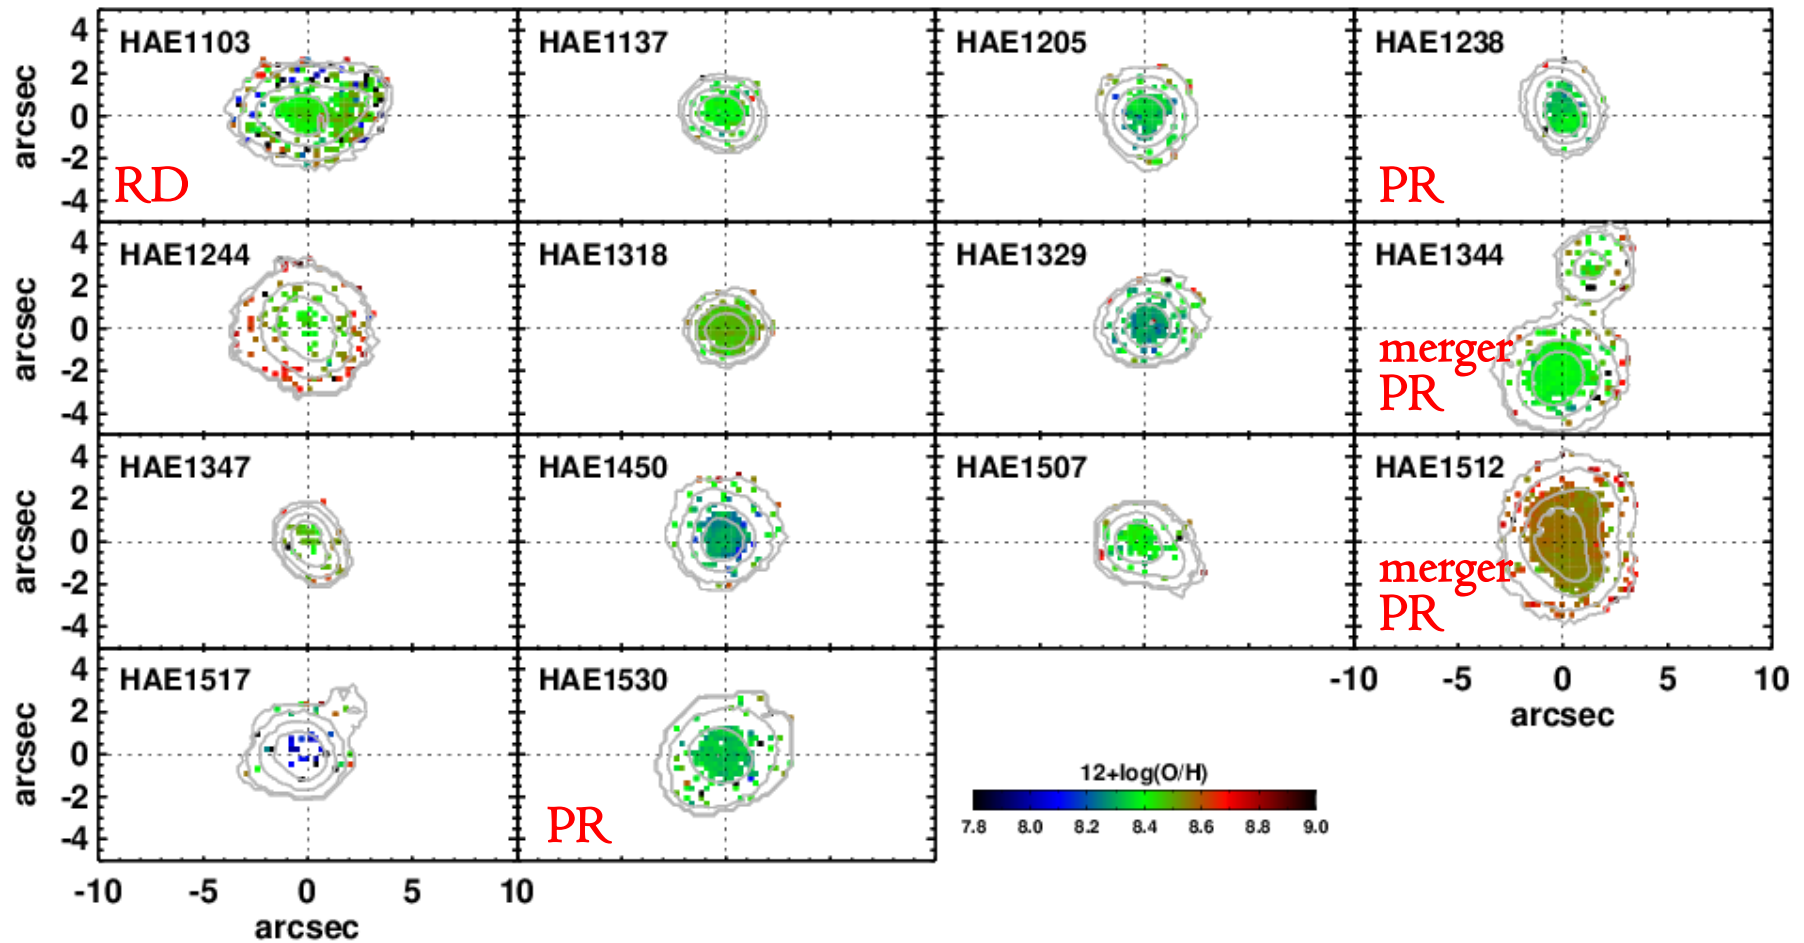 HAE1103
HAE1137
HAE1205
HAE1238
4
2
0
-2
-4
arcsec
RD
PR
HAE1244
HAE1318
HAE1329
HAE1344
4
2
0
-2
-4
arcsec
merger
PR
HAE1347
HAE1450
HAE1507
HAE1512
4
2
0
-2
-4
arcsec
merger
PR
HAE1517
HAE1530
4
2
0
-2
-4
arcsec
PR
-10 -5 0 5 10
arcsec
12+log(O/H)
7.8 8.0 8.2 8.4 8.6 8.8 9.0
-10 -5 0 5 10
arcsec